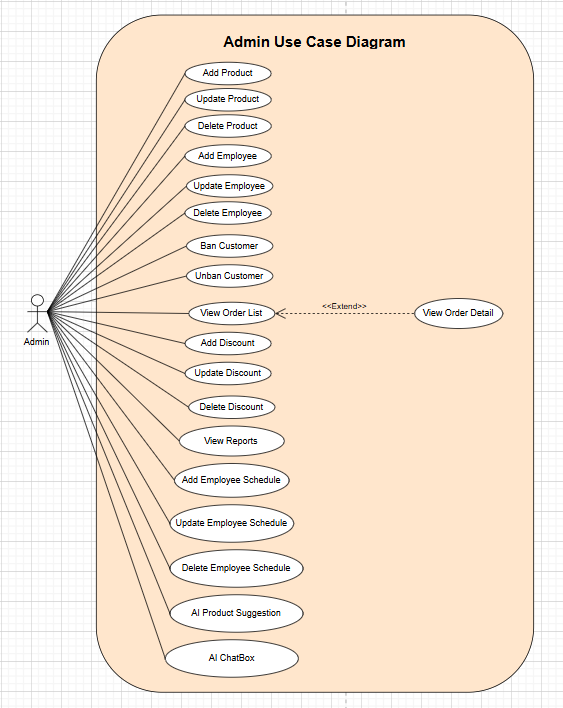 Admin Use Case Diagram
Add Product
Update Product
Delete Product
Add Employee
Update Employee
Delete Employee
Ban Customer
Unban Customer
View Order List
<<Extend>>
View Order Detail
Admin
Add Discount
Update Discount
Delete Discount
View Reports
Add Employee Schedule
Update Employee Schedule
Delete Employee Schedule
AI Product Suggestion
AI ChatBox